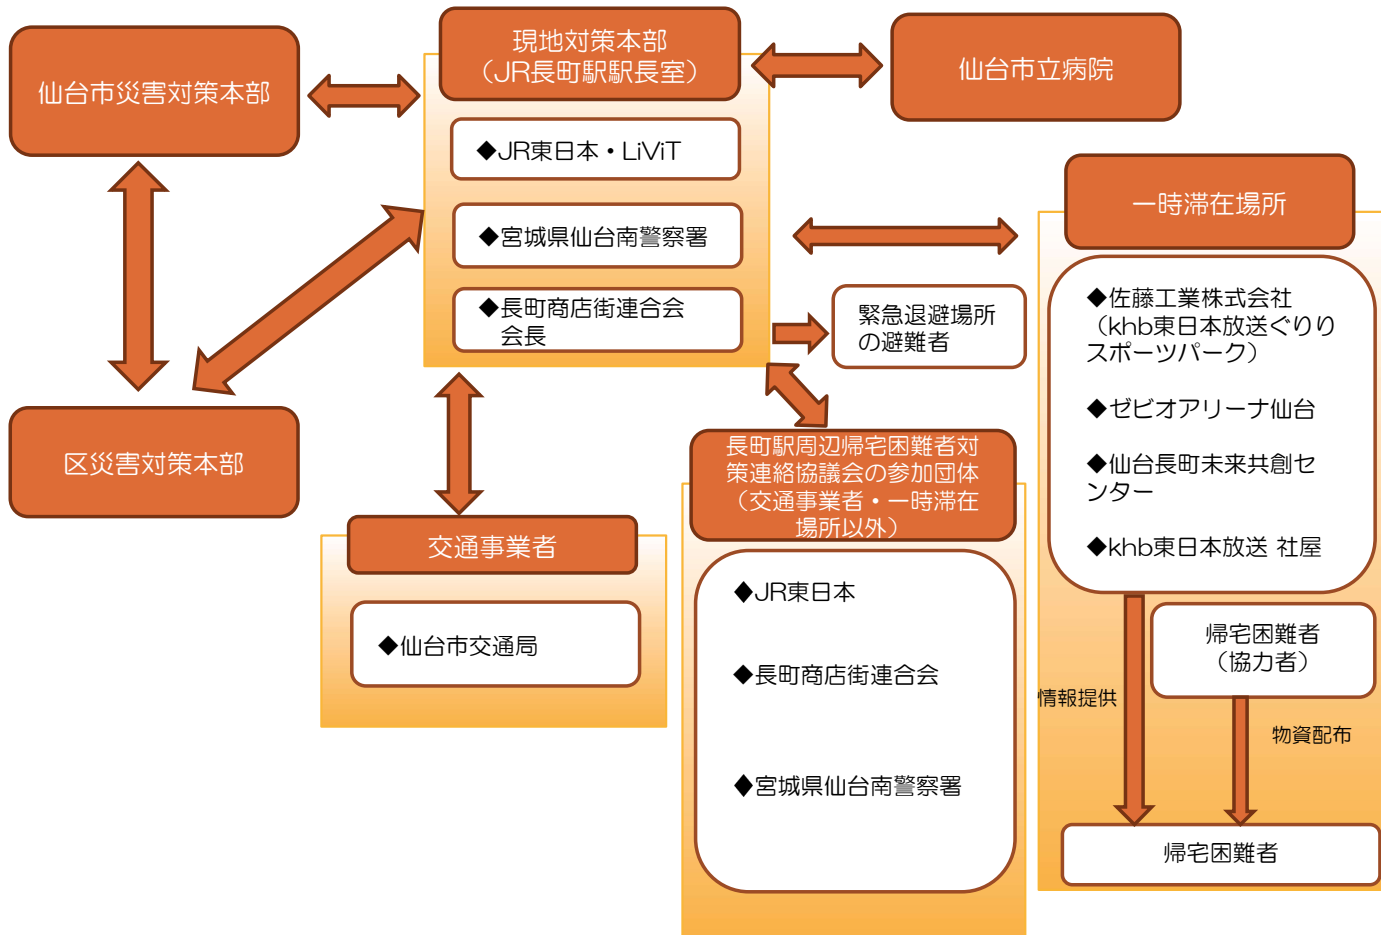 現地対策本部
（JR長町駅駅長室）
仙台市災害対策本部
仙台市立病院
◆JR東日本・LiViT
◆宮城県仙台南警察署
◆長町商店街連合会
会長
緊急退避場所
の避難者
区災害対策本部
一時滞在場所
◆佐藤工業株式会社
（khb東日本放送ぐりり
スポーツパーク）
◆ゼビオアリーナ仙台
◆仙台長町未来共創セ
ンター
◆khb東日本放送 社屋
帰宅困難者
（協力者）
情報提供
物資配布
帰宅困難者
交通事業者
◆仙台市交通局
長町駅周辺帰宅困難者対
策連絡協議会の参加団体
（交通事業者・一時滞在
場所以外）
◆JR東日本
◆長町商店街連合会
◆宮城県仙台南警察署